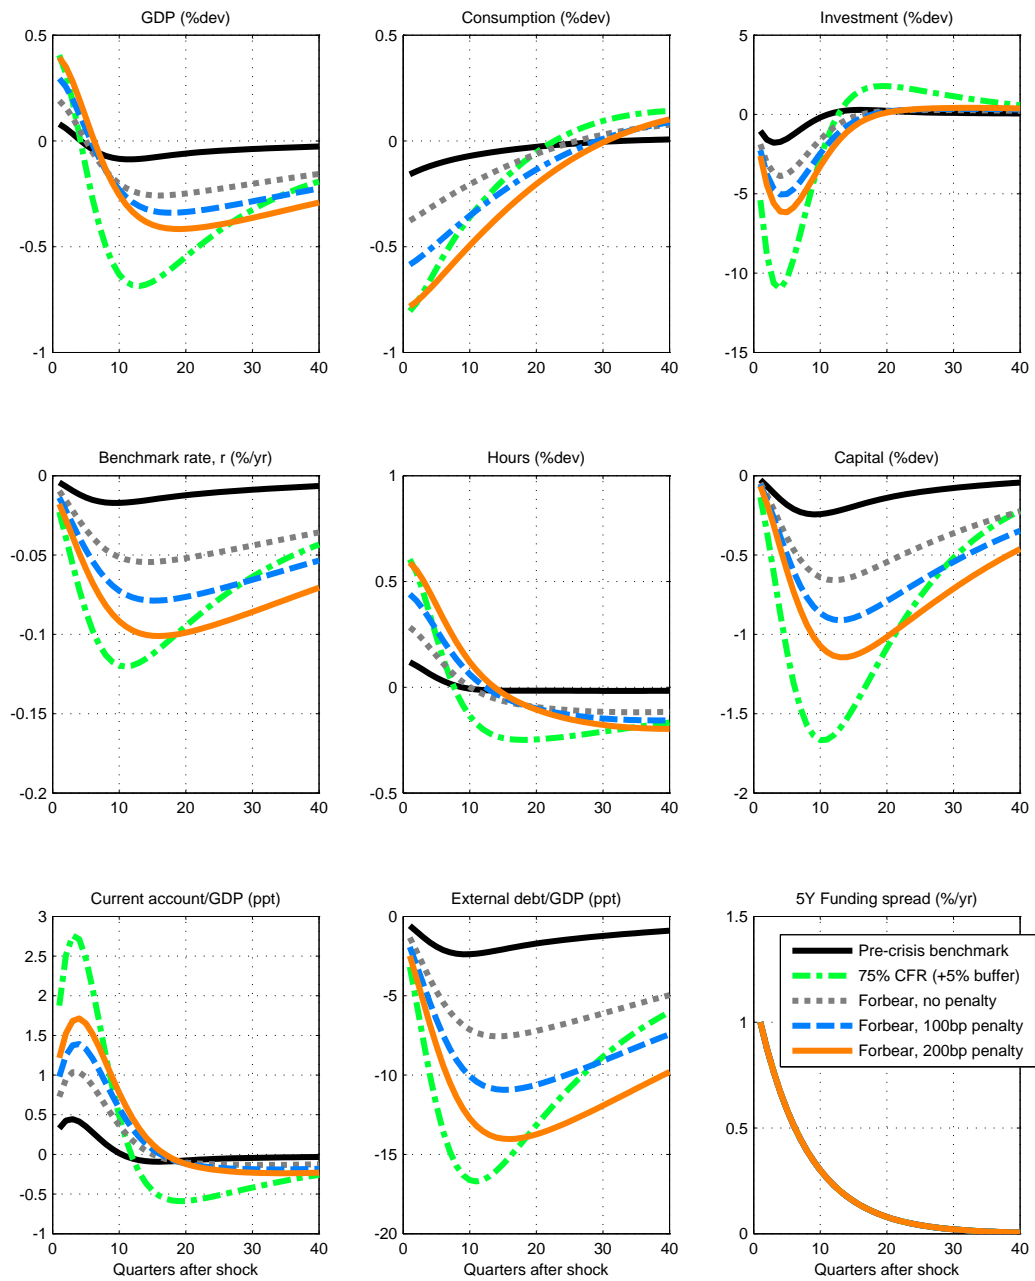 GDP (%dev)
0.5
0
-0.5
-1
0 10 20 30 40
Consumption (%dev)
0.5
0
-0.5
-1
0 10 20 30 40
Investment (%dev)
5
0
-5
-10
-15
0 10 20 30 40
Benchmark rate, r (%/yr)
0
-0.05
-0.1
-0.15
-0.2
0 10 20 30 40
Hours (%dev)
1
0.5
0
-0.5
0 10 20 30 40
Capital (%dev)
0
-0.5
-1
-1.5
-2
0 10 20 30 40
Current account/GDP (ppt)
3
2.5
2
1.5
1
0.5
0
-0.5
-1
0 10 20 30 40
Quarters after shock
External debt/GDP (ppt)
0
-5
-10
-15
-20
0 10 20 30 40
Quarters after shock
5Y Funding spread (%/yr)
1.5
1
0.5
0
0 10 20 30 40
Quarters after shock
Pre-crisis benchmark
75% CFR (+5% buffer)
Forbear, no penalty
Forbear, 100bp penalty
Forbear, 200bp penalty